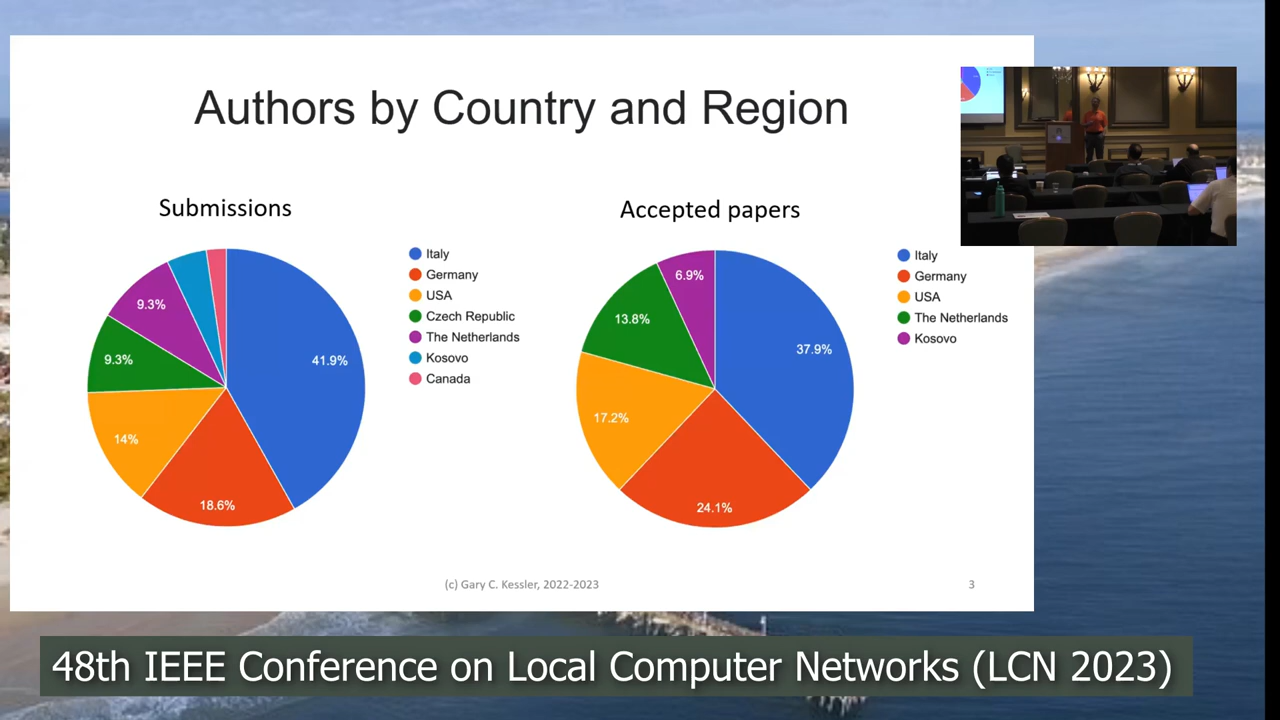 Authors by Country and Region
Submissions
Accepted papers
41.9%
18.6%
14%
9.3%
9.3%
Italy
Germany
USA
Czech Republic
The Netherlands
Kosovo
Canada
37.9%
24.1%
17.2%
13.8%
6.9%
Italy
Germany
USA
The Netherlands
Kosovo
(c) Gary C. Kessler, 2022-2023
3
48th IEEE Conference on Local Computer Networks (LCN 2023)